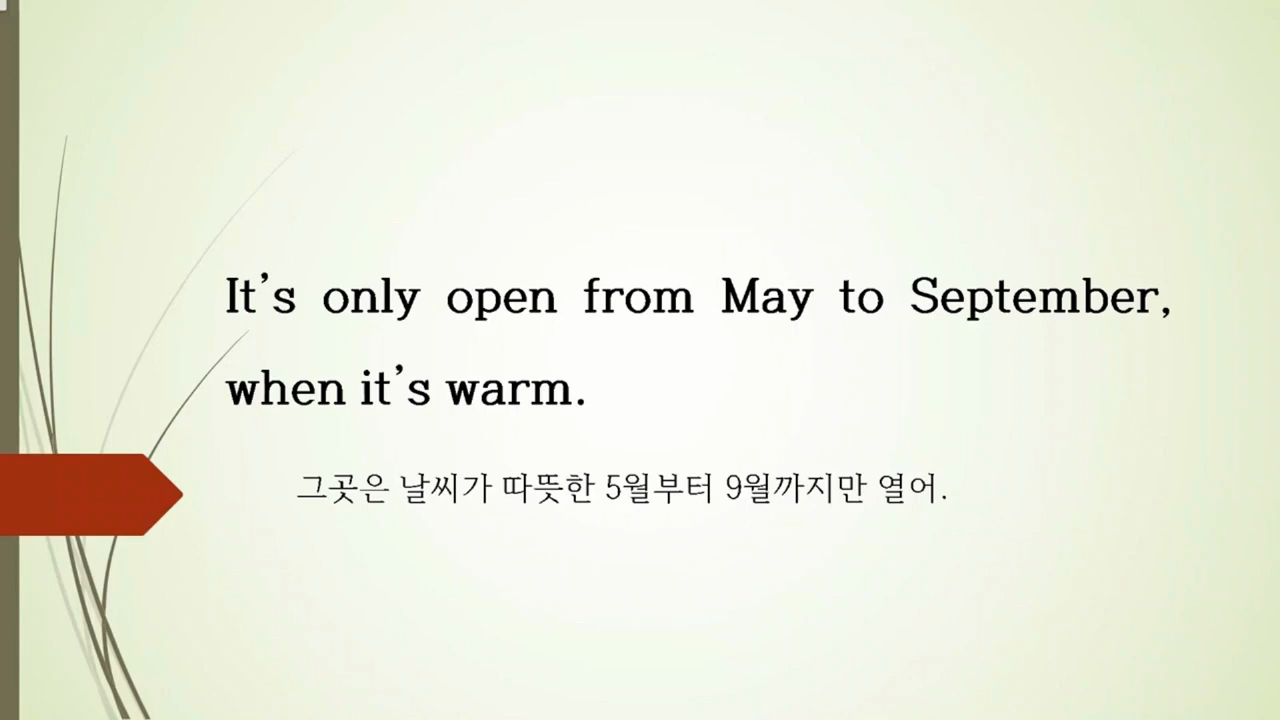 It’s only open from May to September,
when it’s warm.
그곳은 날씨가 따뜻한 5월부터 9월까지만 열어.